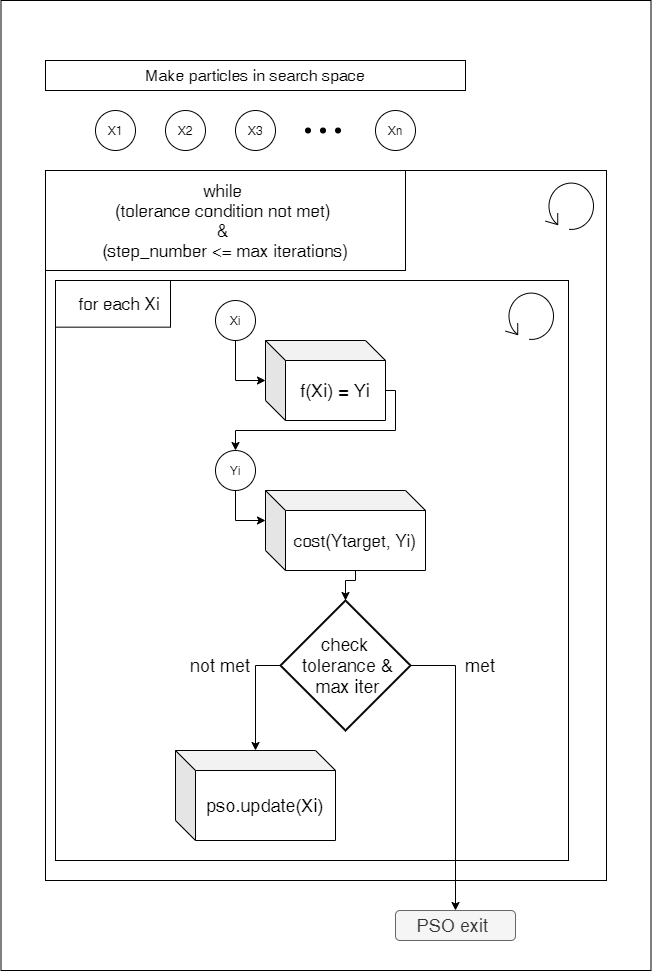 Make particles in search space
X1 X2 X3 ••• Xn
while
(tolerance condition not met)
&
(step_number <= max iterations)
for each Xi
Xi
f(Xi) = Yi
Yi
cost(Ytarget, Yi)
check
tolerance &
max iter
not met
met
pso.update(Xi)
PSO exit